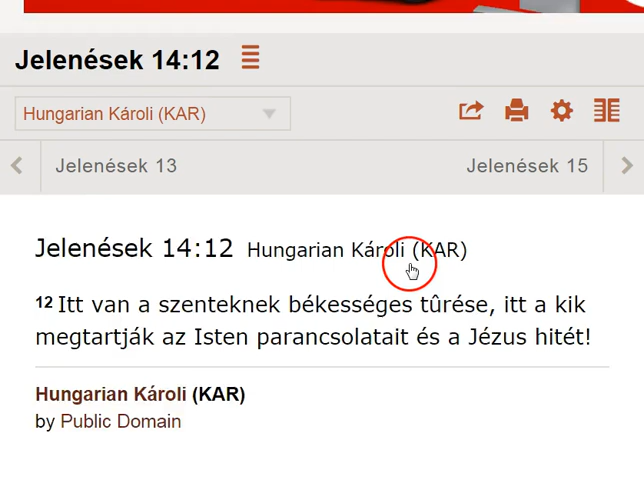 Jelenések 14:12
Hungarian Károli (KAR)
Jelenések 13
Jelenések 15
Jelenések 14:12 Hungarian Károli (KAR)
12 Itt van a szenteknek békességes tûrése, itt a kik
megtartják az Isten parancsolatait és a Jézus hitét!
Hungarian Károli (KAR)
by Public Domain